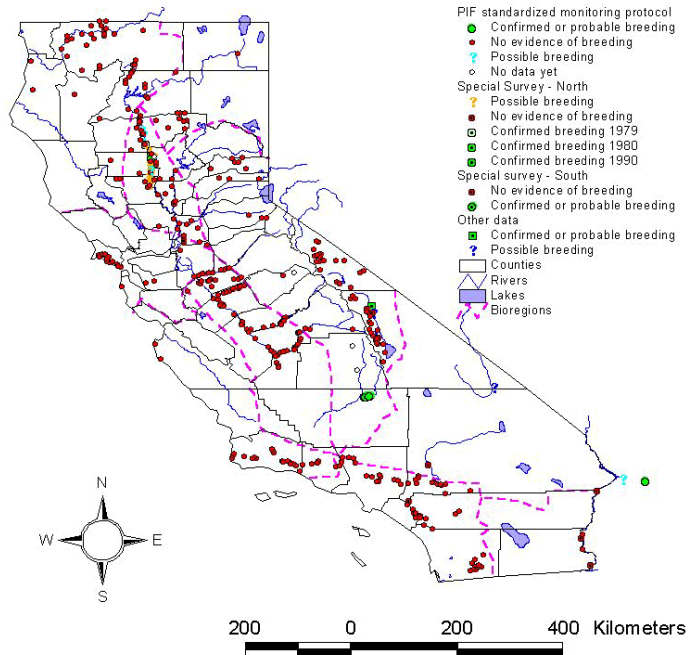 PIF standardized monitoring protocol
Confirmed or probable breeding
No evidence of breeding
? Possible breeding
No data yet
Special Survey - North
? Possible breeding
No evidence of breeding
Confirmed breeding 1979
Confirmed breeding 1980
Confirmed breeding 1990
Special survey - South
No evidence of breeding
Confirmed or probable breeding
Other data
Confirmed or probable breeding
? Possible breeding
Counties
Rivers
Lakes
Bioregions
?
?
N
W E
S
200 0 200 400 Kilometers